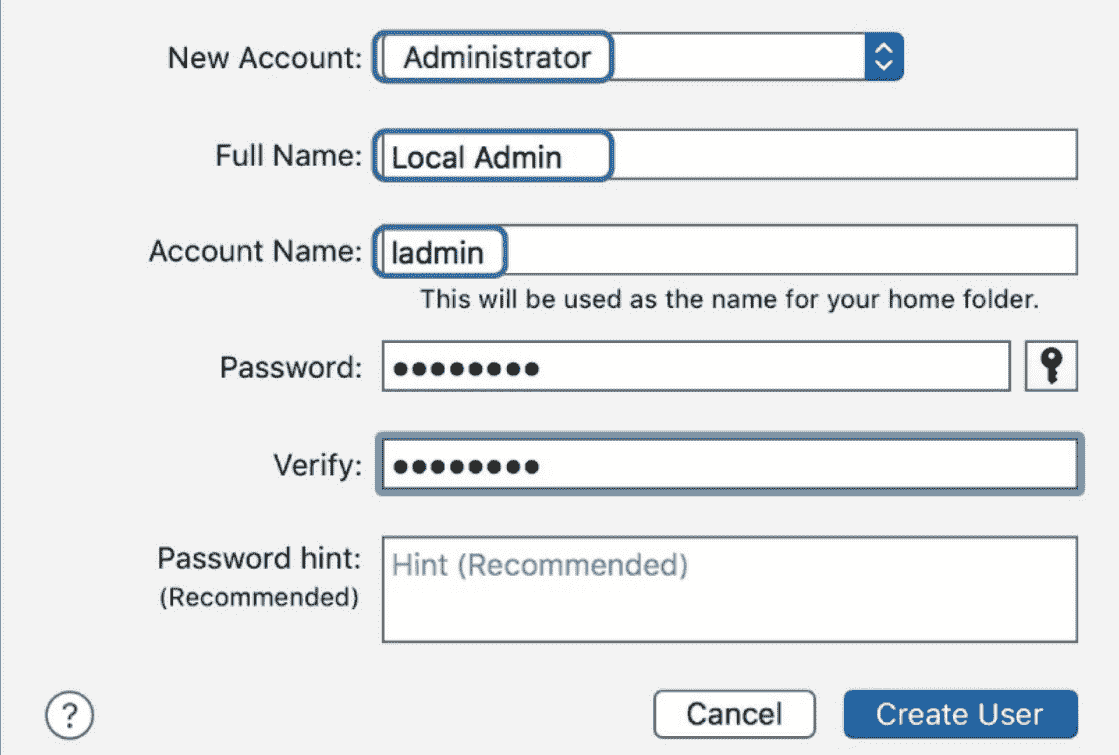 New Account: Administrator
Full Name: Local Admin
Account Name: ladmin
This will be used as the name for your home folder.
Password: ••••••••
Verify: ••••••••
Password hint: Hint (Recommended)
(Recommended)
? Cancel Create User